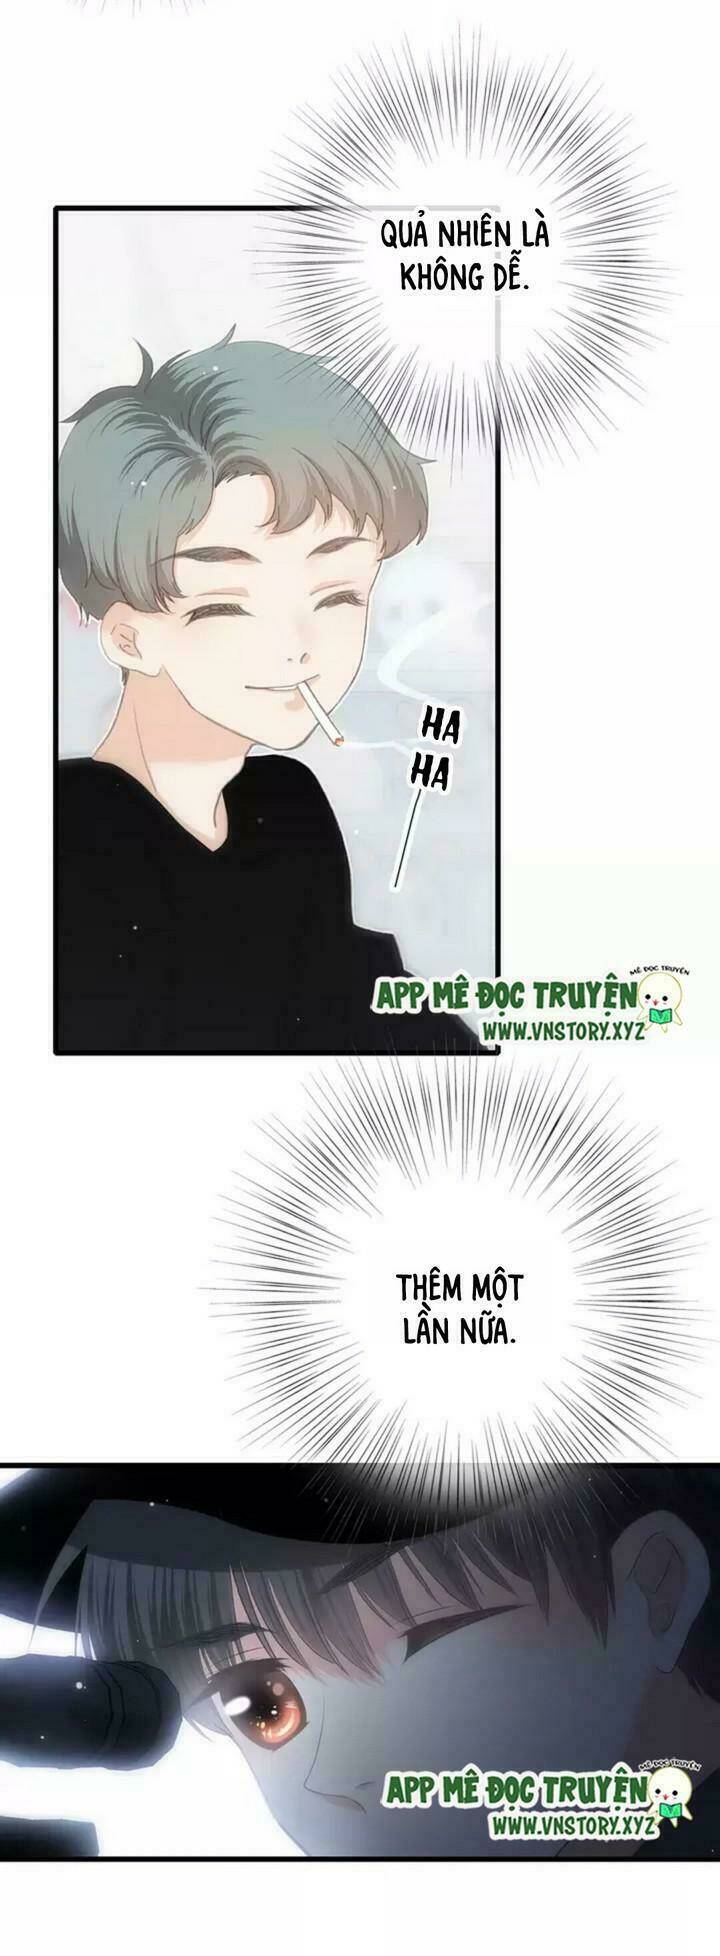 QUẢ NHIÊN LÀ
KHÔNG DỄ.
HA
HA
MÊ ĐỌC TRUYỆN
APP MÊ ĐỌC TRUYỆN
WWW.VNSTORY.XYZ
THÊM MỘT
LẦN NỮA.
MÊ ĐỌC TRUYỆN
APP MÊ ĐỌC TRUYỆN
WWW.VNSTORY.XYZ